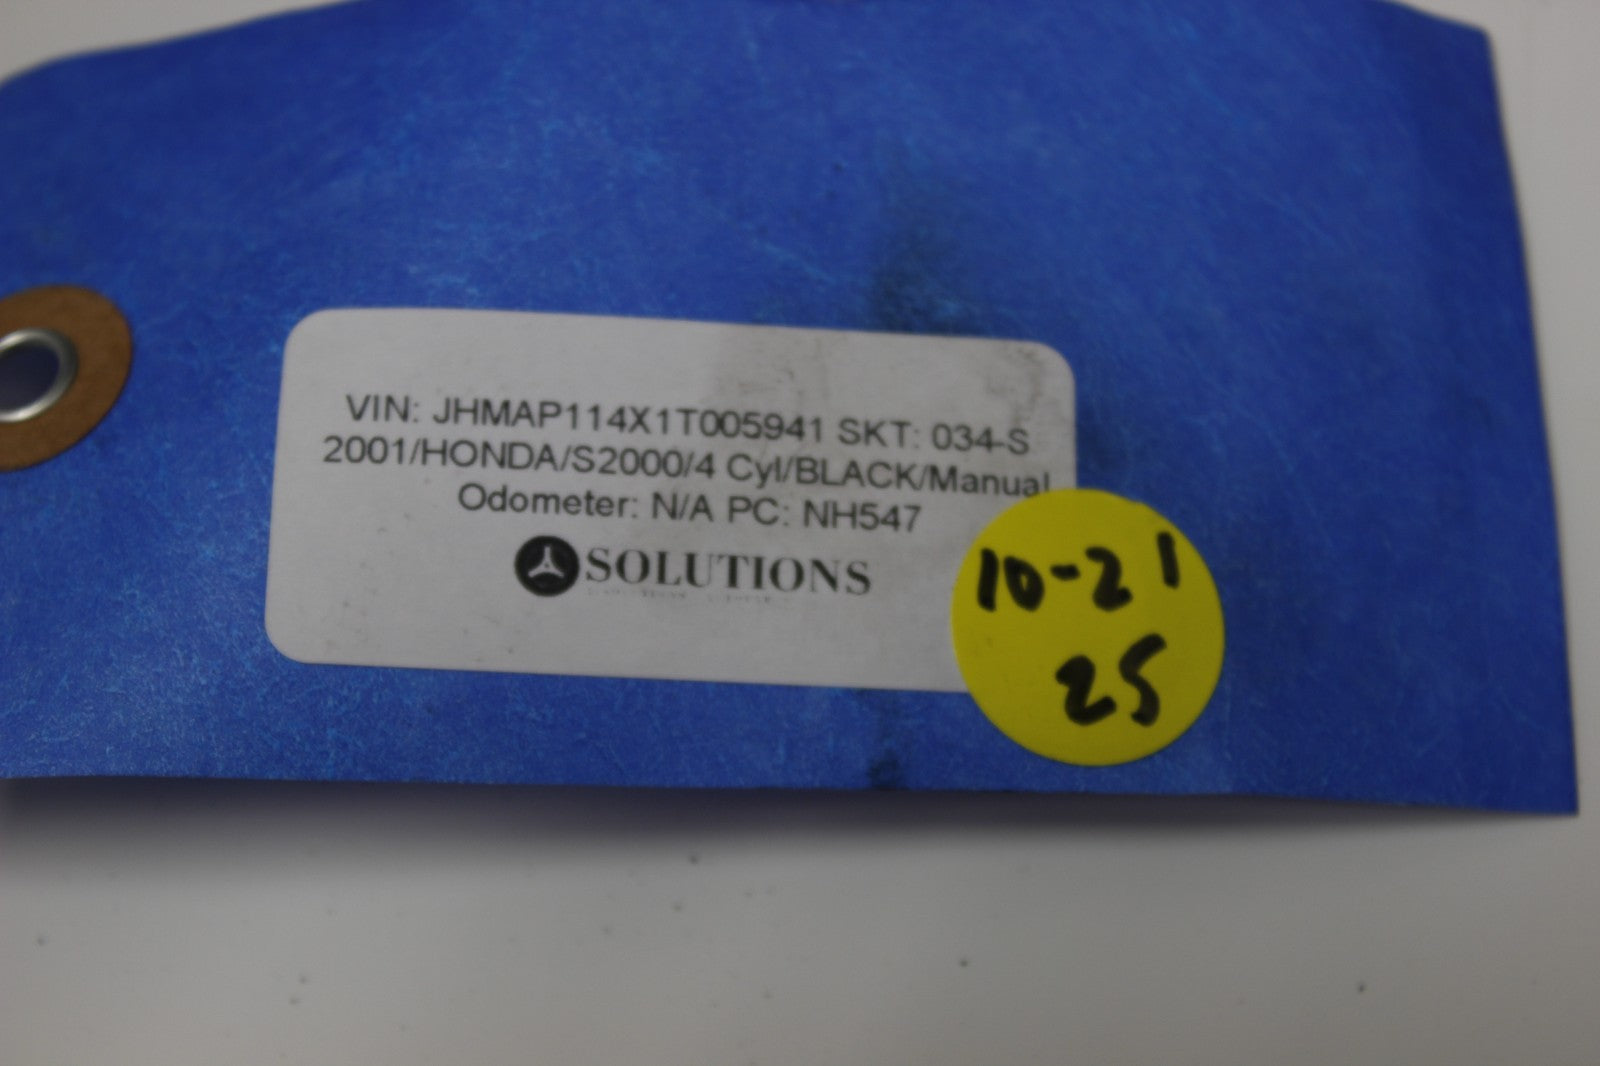 VIN: JHMAP114X1T005941 SKT: 034-S
2001/HONDA/S2000/4 Cyl/BLACK/Manual
Odometer: N/A PC: NH547
SOLUTIONS
10-21
25